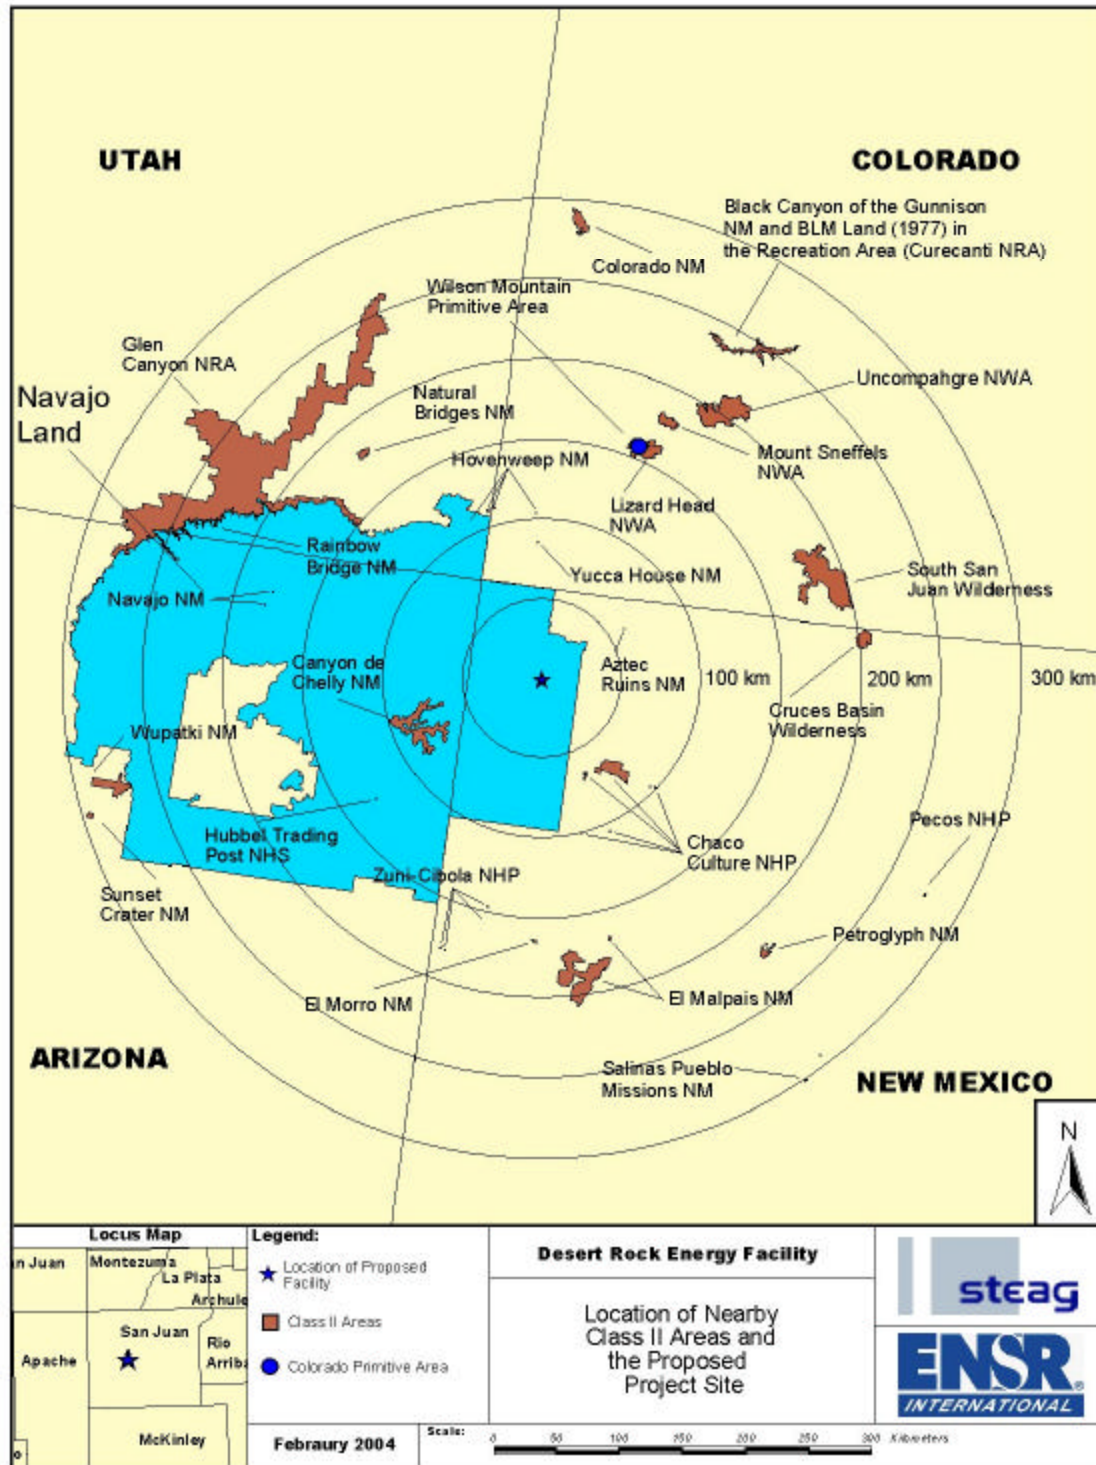 UTAH
COLORADO
Black Canyon of the Gunnison
NM and BLM Land (1977) in
the Recreation Area (Curecanti NRA)
Colorado NM
Wilson Mountain
Primitive Area
Glen
Canyon NRA
Uncompahgre NWA
Navajo
Land
Natural
Bridges NM
Mount Sneffels
NWA
Hovenweep NM
Lizard Head
NWA
Rainbow
Bridge NM
Yucca House NM
South San
Juan Wilderness
Navajo NM
Canyon de
Chelly NM
Aztec
Ruins NM
100 km
200 km
300 km
Cruces Basin
Wilderness
Wupatki NM
Hubbel Trading
Post NHS
Chaco
Culture NHP
Pecos NHP
Zuni-Cibola NHP
Sunset
Crater NM
Petroglyph NM
El Morro NM
El Malpais NM
ARIZONA
Salinas Pueblo
Missions NM
NEW MEXICO
N
Locus Map
n Juan
Montezuma
La Plata
Archule
San Juan
Rio
Arriba
Apache
McKinley
o
Legend:
Location of Proposed
Facility
Class II Areas
Colorado Primitive Area
Febraury 2004
Desert Rock Energy Facility
Location of Nearby
Class II Areas and
the Proposed
Project Site
Scale:
0 50 100 150 200 250 300 Kilometers
steag
ENSR
INTERNATIONAL